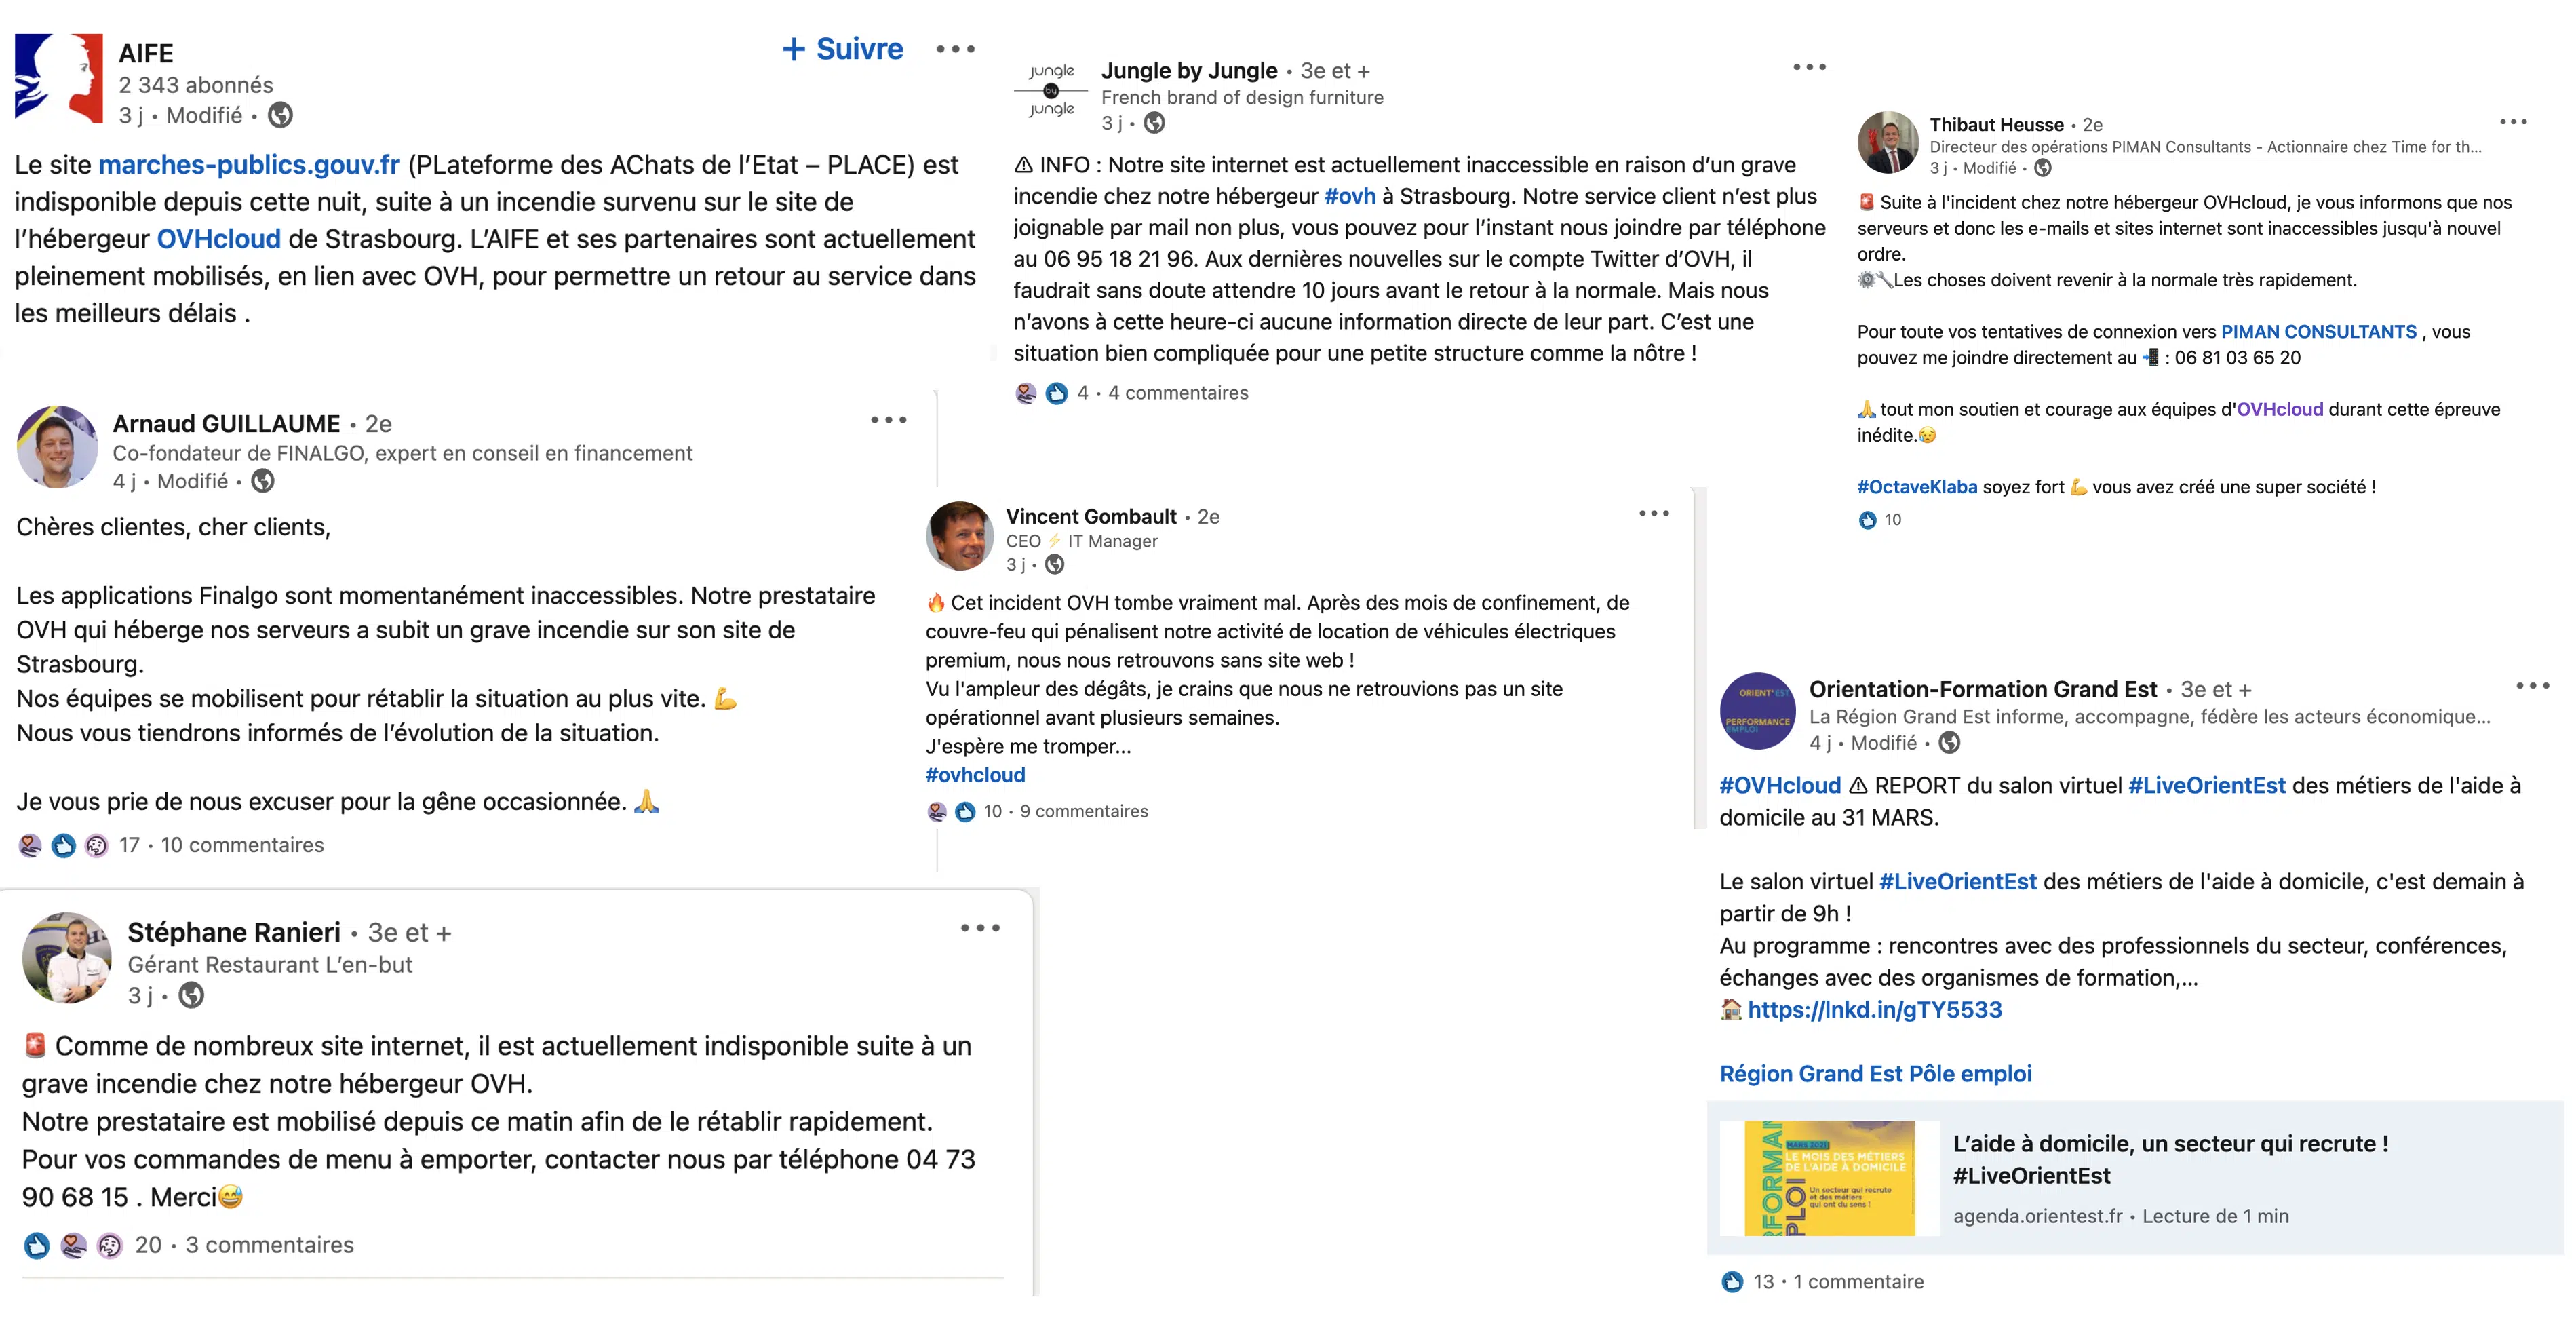 AIFE
2 343 abonnés
3 j • Modifié •
+ Suivre
Le site marches-publics.gouv.fr (PLateforme des AChats de l’Etat – PLACE) est
indisponible depuis cette nuit, suite à un incendie survenu sur le site de
l’hébergeur OVHcloud de Strasbourg. L’AIFE et ses partenaires sont actuellement
pleinement mobilisés, en lien avec OVH, pour permettre un retour au service dans
les meilleurs délais .
Arnaud GUILLAUME • 2e
Co-fondateur de FINALGO, expert en conseil en financement
4 j • Modifié •
Chères clientes, cher clients,
Les applications Finalgo sont momentanément inaccessibles. Notre prestataire
OVH qui héberge nos serveurs a subit un grave incendie sur son site de
Strasbourg.
Nos équipes se mobilisent pour rétablir la situation au plus vite. 💪
Nous vous tiendrons informés de l’évolution de la situation.
Je vous prie de nous excuser pour la gêne occasionnée. 🙏
17 • 10 commentaires
Stéphane Ranieri • 3e et +
Gérant Restaurant L’en-but
3 j •
🚨 Comme de nombreux site internet, il est actuellement indisponible suite à un
grave incendie chez notre hébergeur OVH.
Notre prestataire est mobilisé depuis ce matin afin de le rétablir rapidement.
Pour vos commandes de menu à emporter, contacter nous par téléphone 04 73
90 68 15 . Merci😅
20 • 3 commentaires
jungle
by
jungle
Jungle by Jungle • 3e et +
French brand of design furniture
3 j •
⚠ INFO : Notre site internet est actuellement inaccessible en raison d’un grave
incendie chez notre hébergeur #ovh à Strasbourg. Notre service client n’est plus
joignable par mail non plus, vous pouvez pour l’instant nous joindre par téléphone
au 06 95 18 21 96. Aux dernières nouvelles sur le compte Twitter d’OVH, il
faudrait sans doute attendre 10 jours avant le retour à la normale. Mais nous
n’avons à cette heure-ci aucune information directe de leur part. C’est une
situation bien compliquée pour une petite structure comme la nôtre !
4 • 4 commentaires
Vincent Gombault • 2e
CEO ⚡ IT Manager
3 j •
🔥 Cet incident OVH tombe vraiment mal. Après des mois de confinement, de
couvre-feu qui pénalisent notre activité de location de véhicules électriques
premium, nous nous retrouvons sans site web !
Vu l'ampleur des dégâts, je crains que nous ne retrouvions pas un site
opérationnel avant plusieurs semaines.
J'espère me tromper...
#ovhcloud
10 • 9 commentaires
Thibaut Heusse • 2e
Directeur des opérations PIMAN Consultants - Actionnaire chez Time for th...
3 j • Modifié •
🚨 Suite à l'incident chez notre hébergeur OVHcloud, je vous informons que nos
serveurs et donc les e-mails et sites internet sont inaccessibles jusqu'à nouvel
ordre.
⚙️🔧Les choses doivent revenir à la normale très rapidement.
Pour toute vos tentatives de connexion vers PIMAN CONSULTANTS , vous
pouvez me joindre directement au 📲 : 06 81 03 65 20
🙏 tout mon soutien et courage aux équipes d'OVHcloud durant cette épreuve
inédite.😥
#OctaveKlaba soyez fort 💪 vous avez créé une super société !
10
ORIENT'EST
PERFORMANCE
EMPLOI
Orientation-Formation Grand Est • 3e et +
La Région Grand Est informe, accompagne, fédère les acteurs économique...
4 j • Modifié •
#OVHcloud ⚠ REPORT du salon virtuel #LiveOrientEst des métiers de l'aide à
domicile au 31 MARS.
Le salon virtuel #LiveOrientEst des métiers de l'aide à domicile, c'est demain à
partir de 9h !
Au programme : rencontres avec des professionnels du secteur, conférences,
échanges avec des organismes de formation,...
🏠 https://lnkd.in/gTY5533
Région Grand Est Pôle emploi
RFORMAN
PLOI
MARS 2021
LE MOIS DES MÉTIERS
DE L'AIDE À DOMICILE
Un secteur qui recrute
et des métiers
qui ont du sens !
L’aide à domicile, un secteur qui recrute !
#LiveOrientEst
agenda.orientest.fr • Lecture de 1 min
13 • 1 commentaire